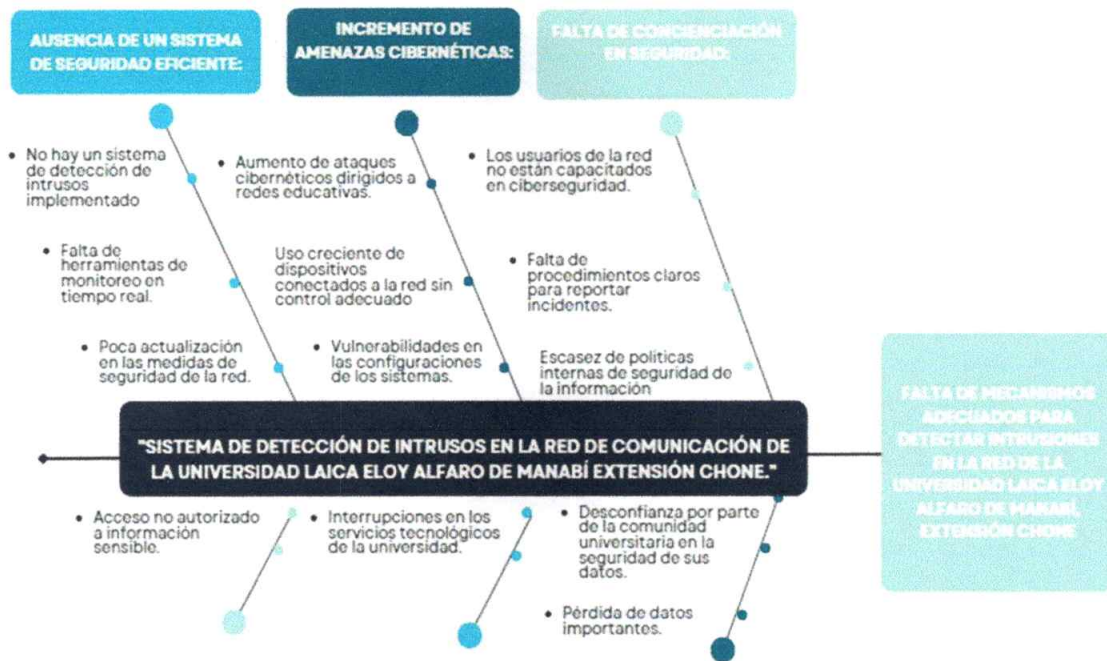 AUSENCIA DE UN SISTEMA
DE SEGURIDAD EFICIENTE:
INCREMENTO DE
AMENAZAS CIBERNÉTICAS:
FALTA DE CONCIENCIACIÓN
EN SEGURIDAD:
• No hay un sistema
de detección de
intrusos
implementado
• Falta de
herramientas de
monitoreo en
tiempo real.
• Poca actualización
en las medidas de
seguridad de la red.
• Aumento de ataques
cibernéticos dirigidos a
redes educativas.
Uso creciente de
dispositivos
conectados a la red sin
control adecuado
• Vulnerabilidades en
las configuraciones
de los sistemas.
• Los usuarios de la red
no están capacitados
en ciberseguridad.
• Falta de
procedimientos claros
para reportar
incidentes.
Escasez de políticas
internas de seguridad de
la información
"SISTEMA DE DETECCIÓN DE INTRUSOS EN LA RED DE COMUNICACIÓN DE
LA UNIVERSIDAD LAICA ELOY ALFARO DE MANABÍ EXTENSIÓN CHONE."
FALTA DE MECANISMOS
ADECUADOS PARA
DETECTAR INTRUSIONES
EN LA RED DE LA
UNIVERSIDAD LAICA ELOY
ALFARO DE MANABÍ,
EXTENSIÓN CHONE
• Acceso no autorizado
a información
sensible.
• Interrupciones en los
servicios tecnológicos
de la universidad.
• Desconfianza por parte
de la comunidad
universitaria en la
seguridad de sus
datos.
• Pérdida de datos
importantes.